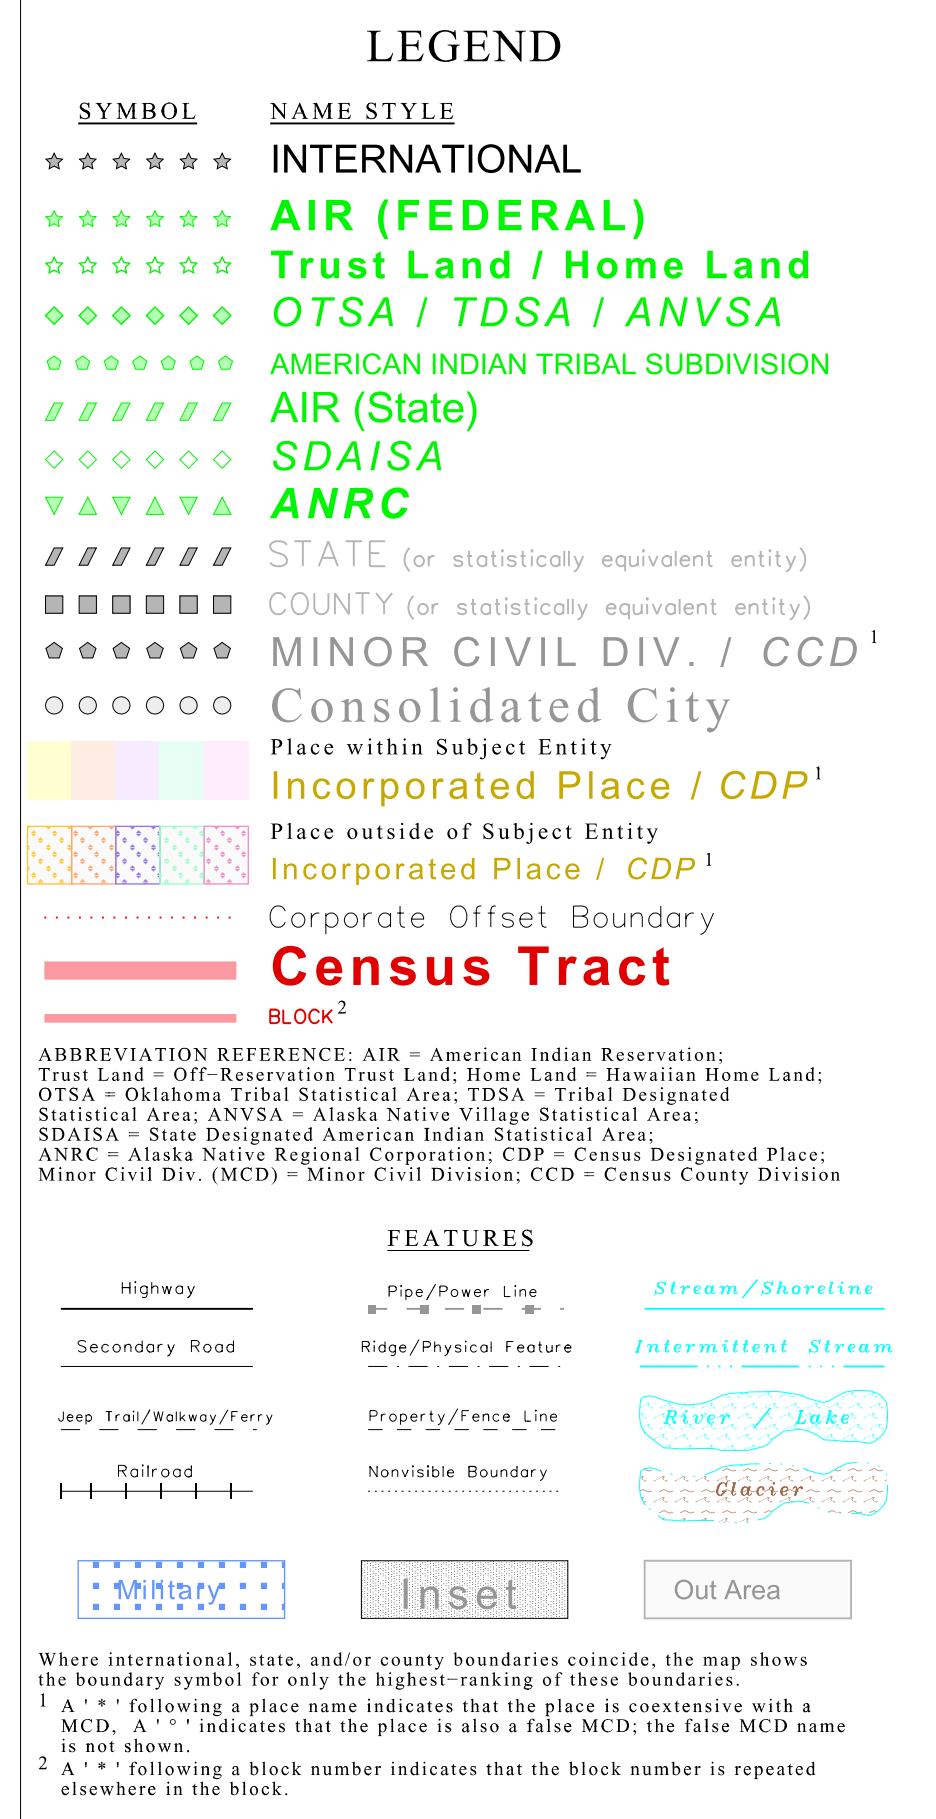 LEGEND
SYMBOL NAME STYLE
INTERNATIONAL
AIR (FEDERAL)
Trust Land / Home Land
OTSA / TDSA / ANVSA
AMERICAN INDIAN TRIBAL SUBDIVISION
AIR (State)
SDAISA
ANRC
STATE (or statistically equivalent entity)
COUNTY (or statistically equivalent entity)
MINOR CIVIL DIV. / CCD 1
Consolidated City
Place within Subject Entity
Incorporated Place / CDP 1
Place outside of Subject Entity
Incorporated Place / CDP 1
Corporate Offset Boundary
Census Tract
BLOCK 2
ABBREVIATION REFERENCE: AIR = American Indian Reservation;
Trust Land = Off−Reservation Trust Land; Home Land = Hawaiian Home Land;
OTSA = Oklahoma Tribal Statistical Area; TDSA = Tribal Designated
Statistical Area; ANVSA = Alaska Native Village Statistical Area;
SDAISA = State Designated American Indian Statistical Area;
ANRC = Alaska Native Regional Corporation; CDP = Census Designated Place;
Minor Civil Div. (MCD) = Minor Civil Division; CCD = Census County Division
FEATURES
Highway
Pipe/Power Line
Stream/Shoreline
Secondary Road
Ridge/Physical Feature
Intermittent Stream
Jeep Trail/Walkway/Ferry
Property/Fence Line
River / Lake
Railroad
Nonvisible Boundary
Glacier
Military
Inset
Out Area
Where international, state, and/or county boundaries coincide, the map shows
the boundary symbol for only the highest−ranking of these boundaries.
1 A ' * ' following a place name indicates that the place is coextensive with a
MCD, A ' ° ' indicates that the place is also a false MCD; the false MCD name
is not shown.
2 A ' * ' following a block number indicates that the block number is repeated
elsewhere in the block.